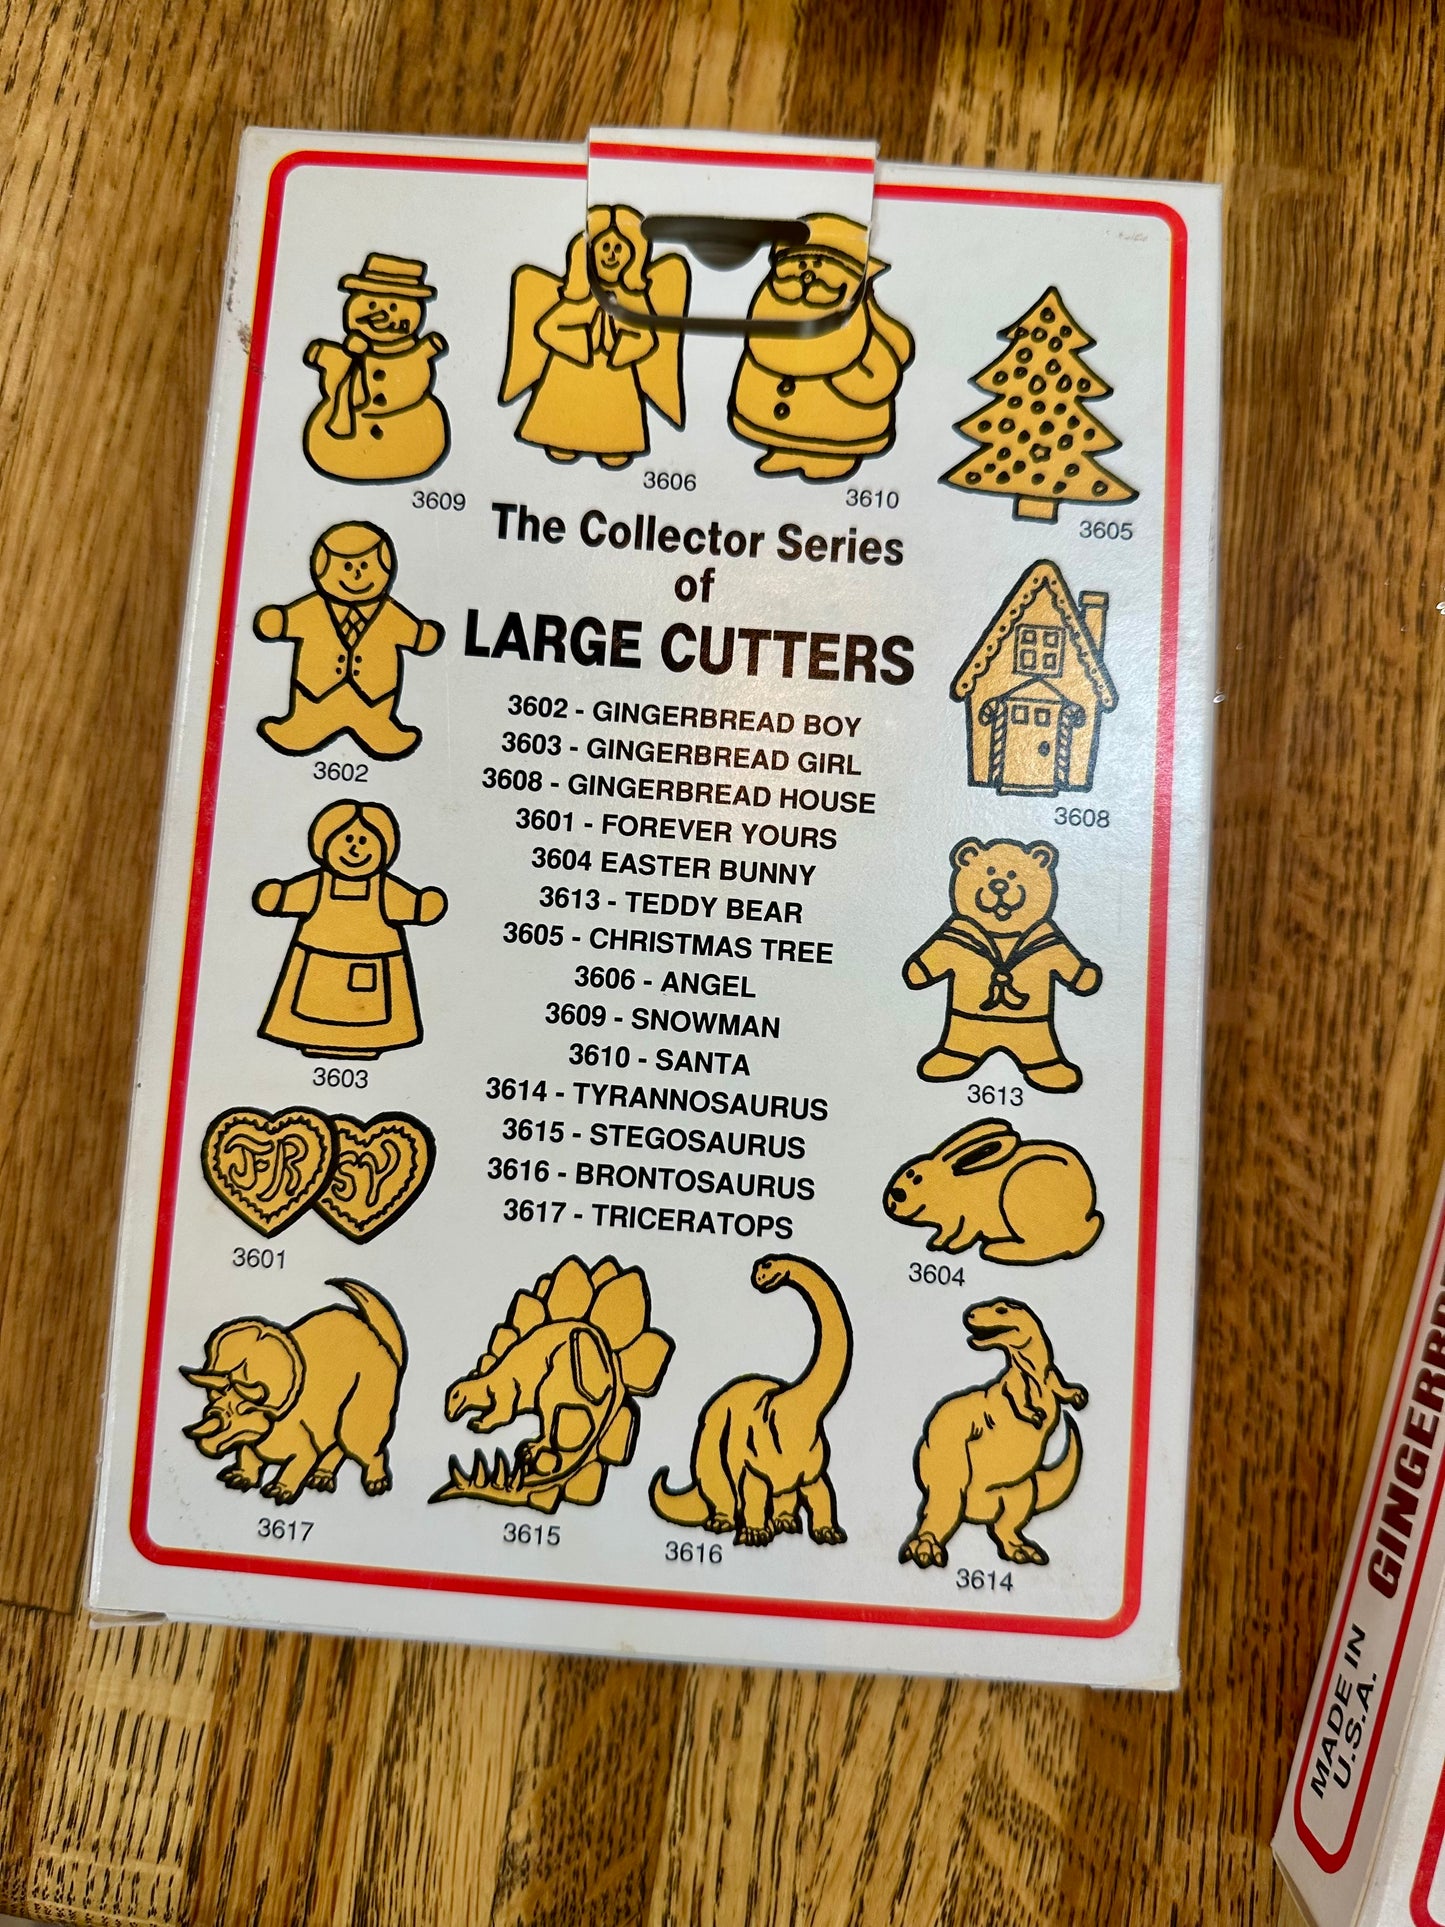 3609
3606
3610
3605
The Collector Series
of
LARGE CUTTERS
3602 - GINGERBREAD BOY
3603 - GINGERBREAD GIRL
3608 - GINGERBREAD HOUSE
3601 - FOREVER YOURS
3604 EASTER BUNNY
3613 - TEDDY BEAR
3605 - CHRISTMAS TREE
3606 - ANGEL
3609 - SNOWMAN
3610 - SANTA
3614 - TYRANNOSAURUS
3615 - STEGOSAURUS
3616 - BRONTOSAURUS
3617 - TRICERATOPS
3602
3608
3603
3613
J-R
SY
3601
3604
3617
3615
3616
3614
MADE IN
U.S.A.